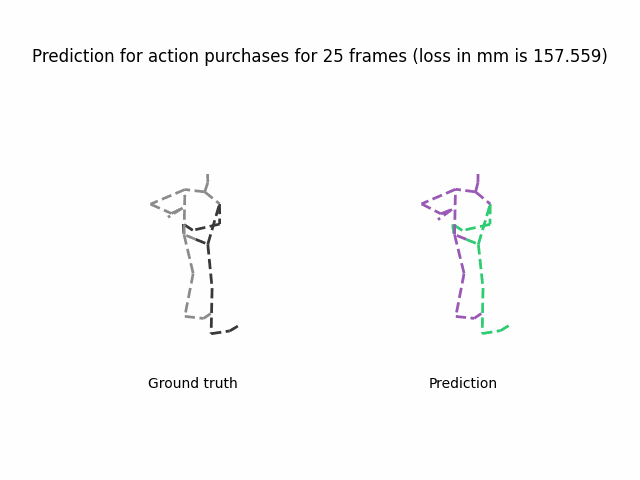 Prediction for action purchases for 25 frames (loss in mm is 157.559)
Ground truth
Prediction